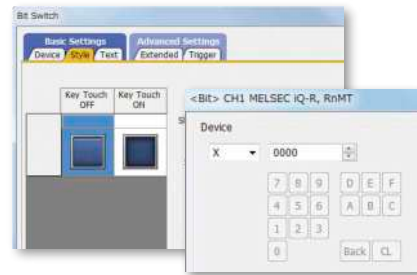 Bit Switch
Basic Settings
Advanced Settings
Device Style Text
Extended Trigger
Key Touch OFF
Key Touch ON
<Bit> CH1 MELSEC iQ-R, RnMT
Device
X 0000
7 8 9 D E F
4 5 6 A B C
1 2 3
0 Back CL